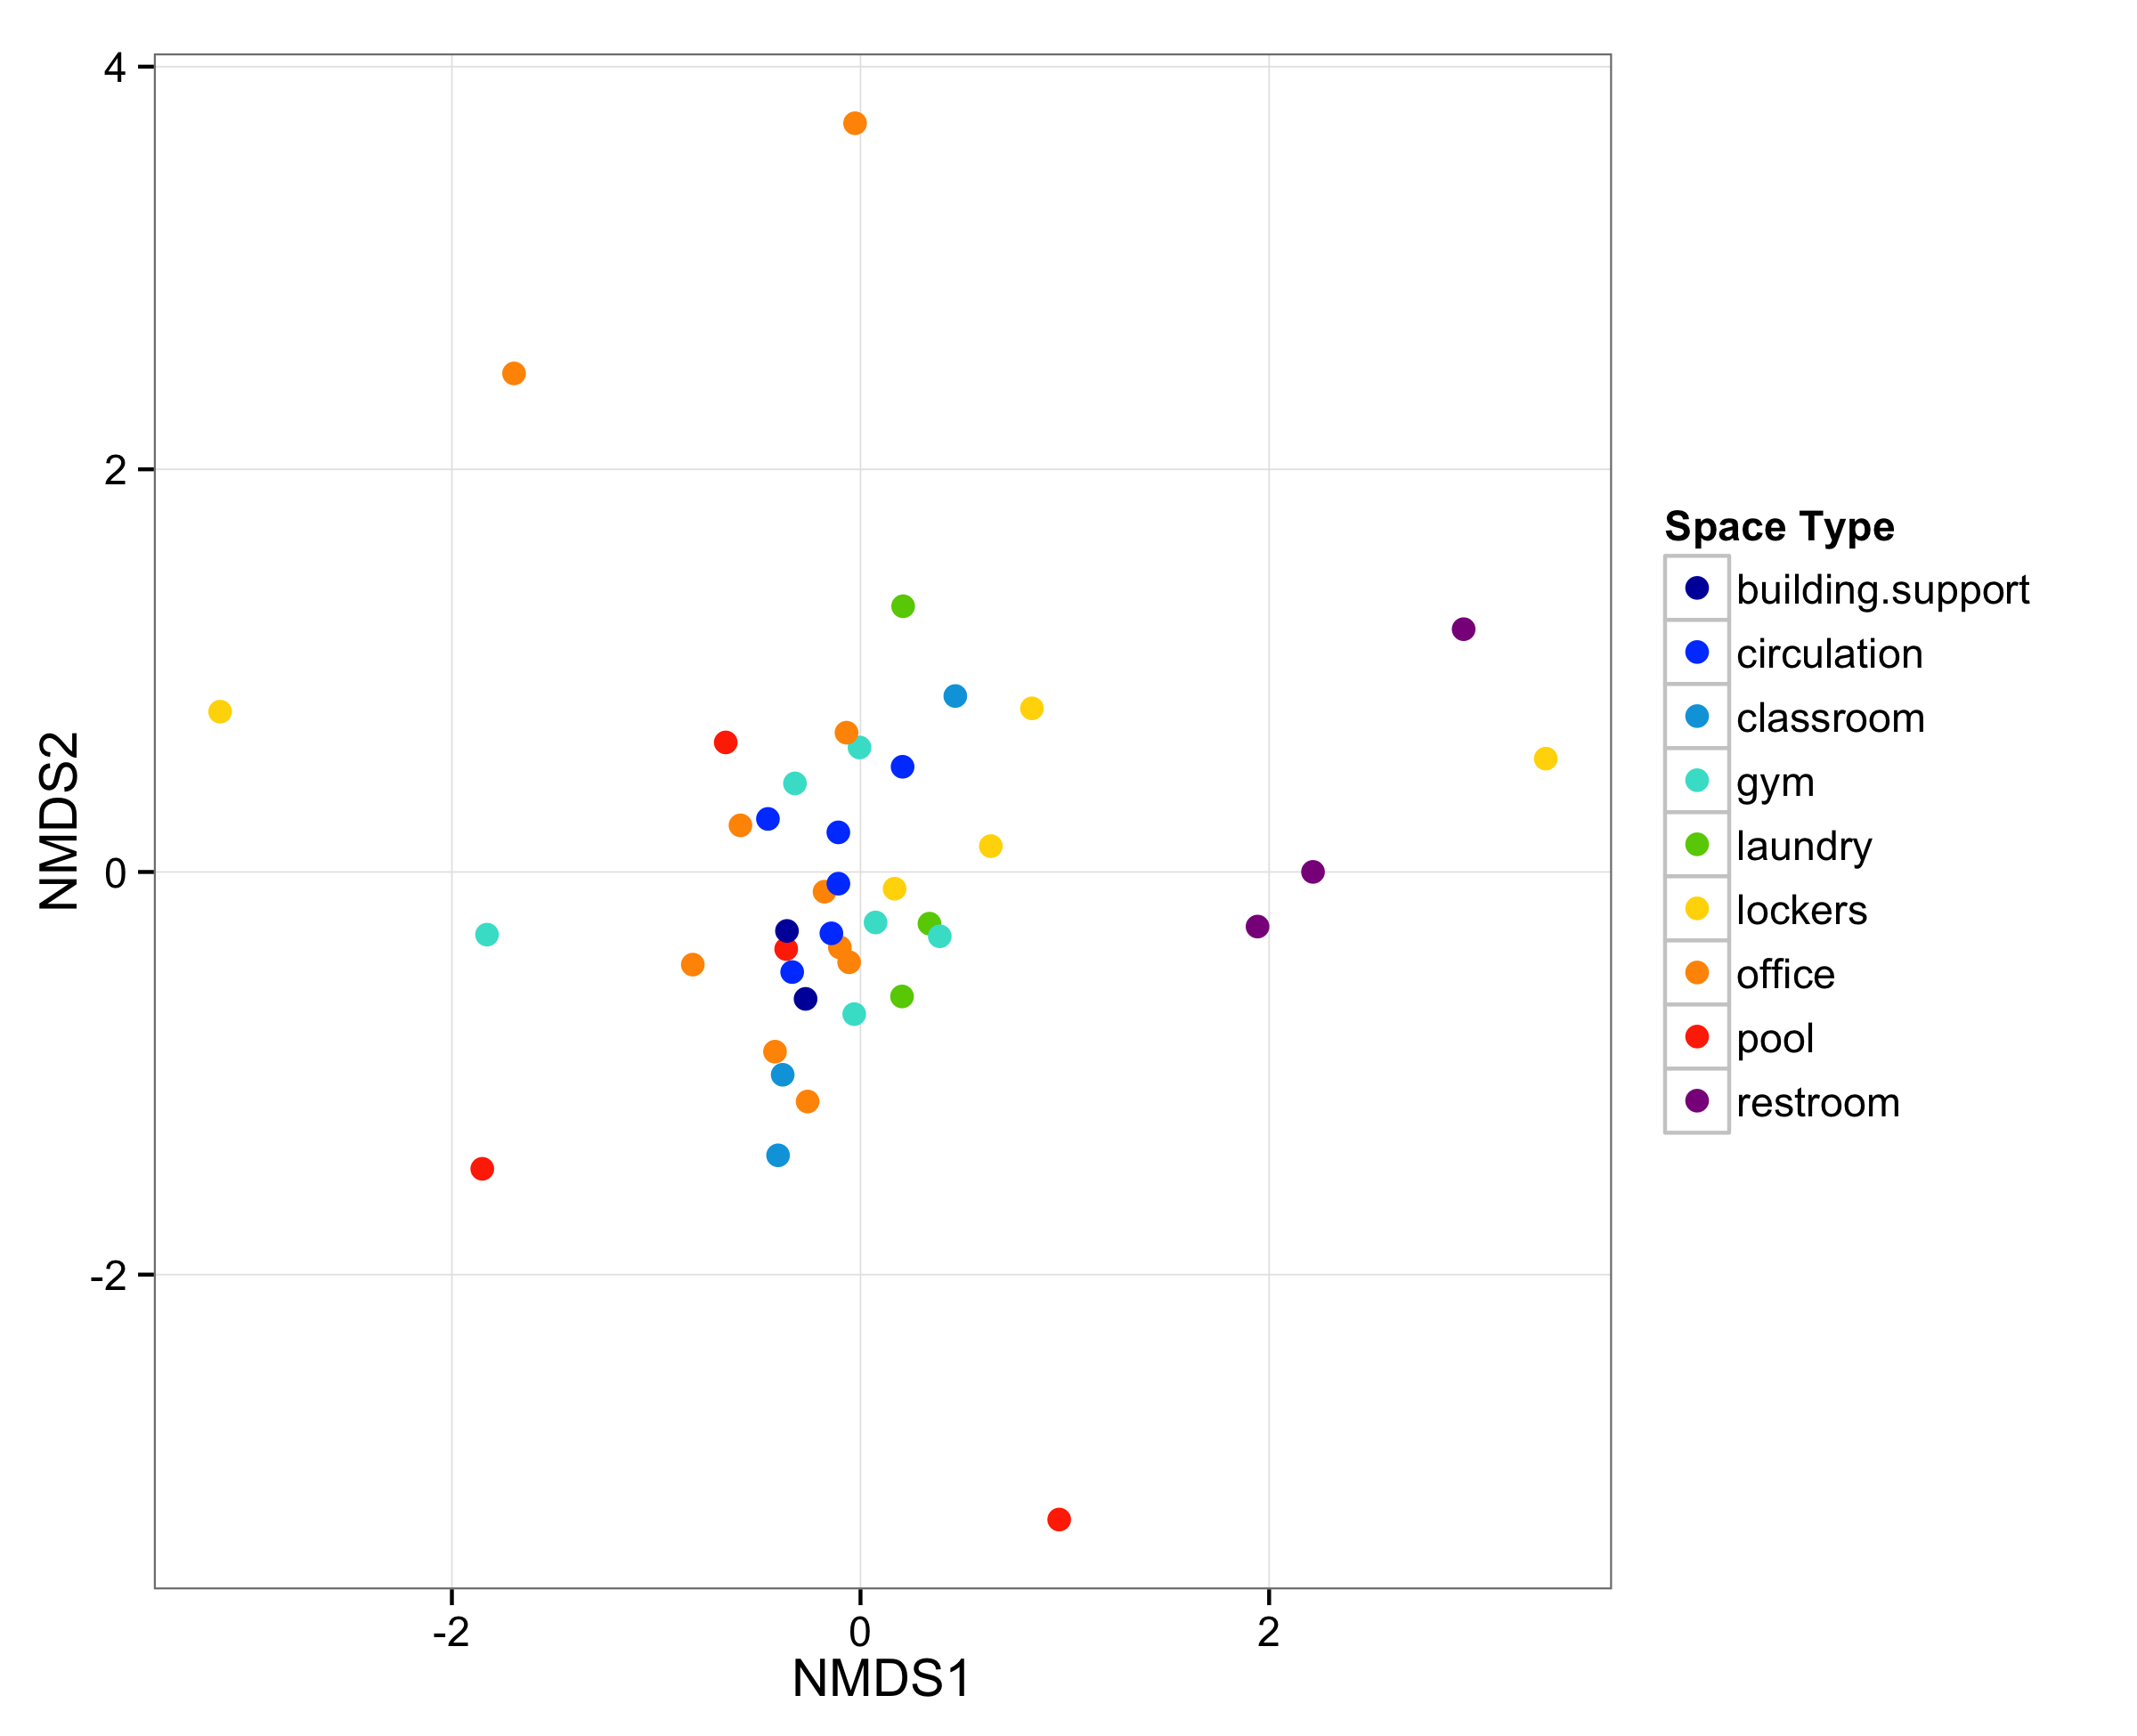 4
2
0
-2
NMDS2
-2 0 2
NMDS1
Space Type
building.support
circulation
classroom
gym
laundry
lockers
office
pool
restroom